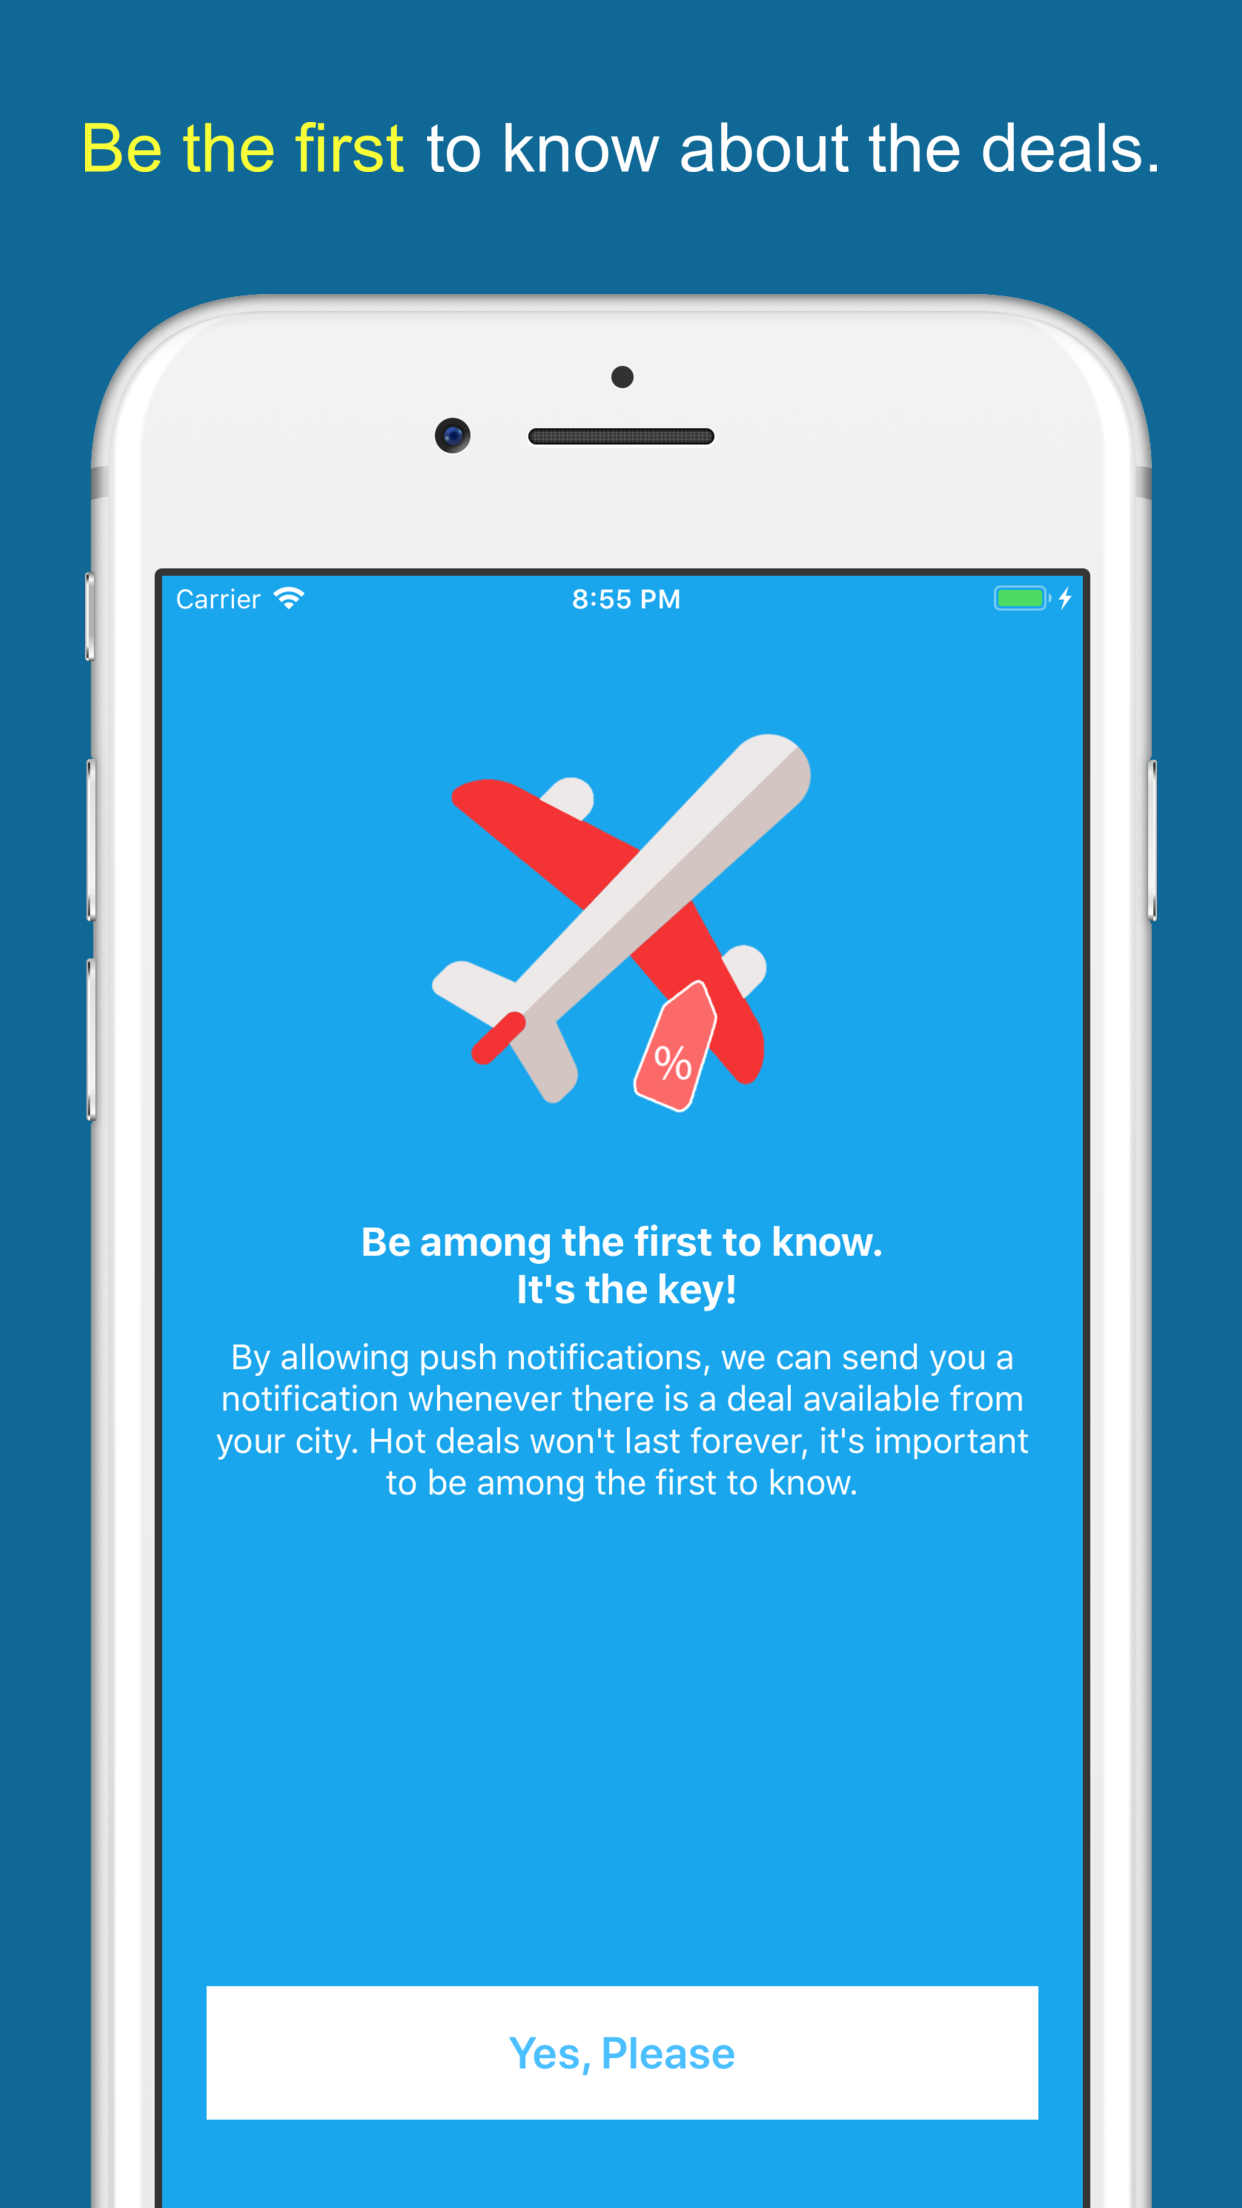 Be the first to know about the deals.
Carrier 8:55 PM
%
Be among the first to know.
It's the key!
By allowing push notifications, we can send you a
notification whenever there is a deal available from
your city. Hot deals won't last forever, it's important
to be among the first to know.
Yes, Please